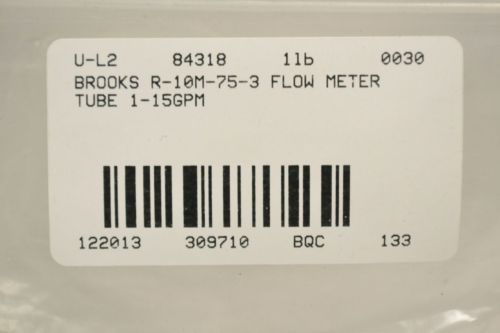 U-L2 84318 1lb 0030
BROOKS R-10M-75-3 FLOW METER
TUBE 1-15GPM
122013 309710 BQC 133